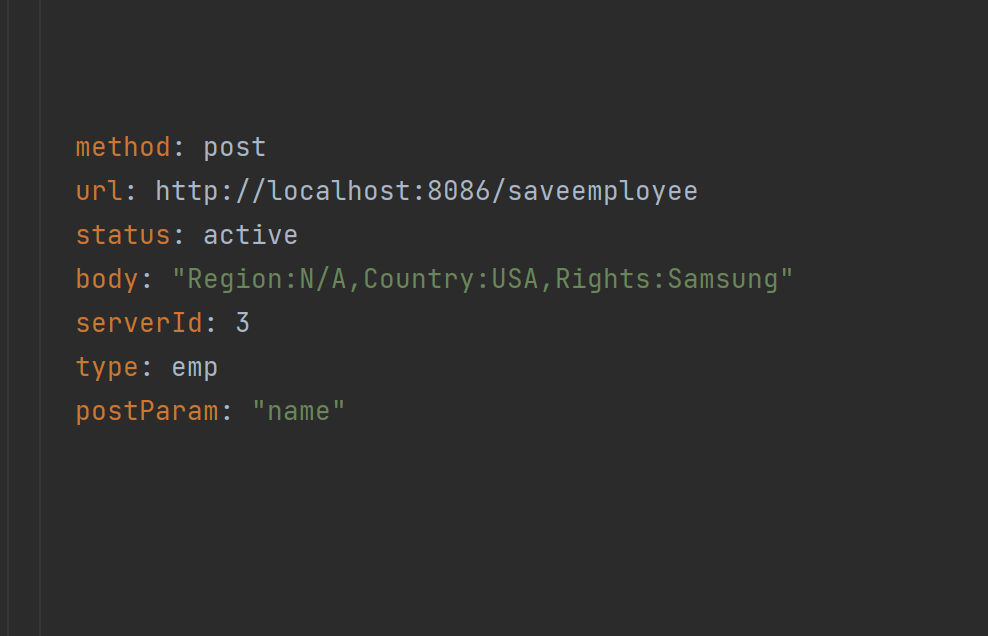 method: post
url: http://localhost:8086/saveemployee
status: active
body: "Region:N/A,Country:USA,Rights:Samsung"
serverId: 3
type: emp
postParam: "name"